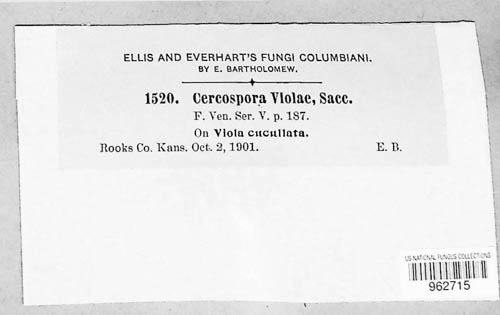 ELLIS AND EVERHART'S FUNGI COLUMBIANI.
BY E. BARTHOLOMEW.
1520. Cercospora Violae, Sacc.
F. Ven. Ser. V. p. 187.
On Viola cucullata.
Rooks Co. Kans. Oct. 2, 1901. E. B.
US NATIONAL FUNGUS COLLECTIONS
962715